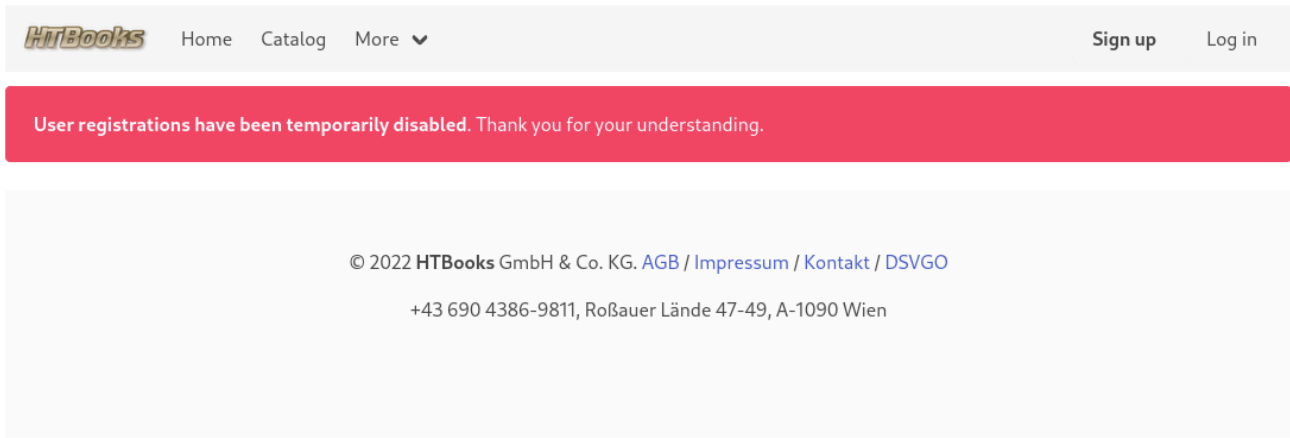 HTBooks Home Catalog More Sign up Log in
User registrations have been temporarily disabled. Thank you for your understanding.
© 2022 HTBooks GmbH & Co. KG. AGB / Impressum / Kontakt / DSVGO
+43 690 4386-9811, Roßauer Lände 47-49, A-1090 Wien